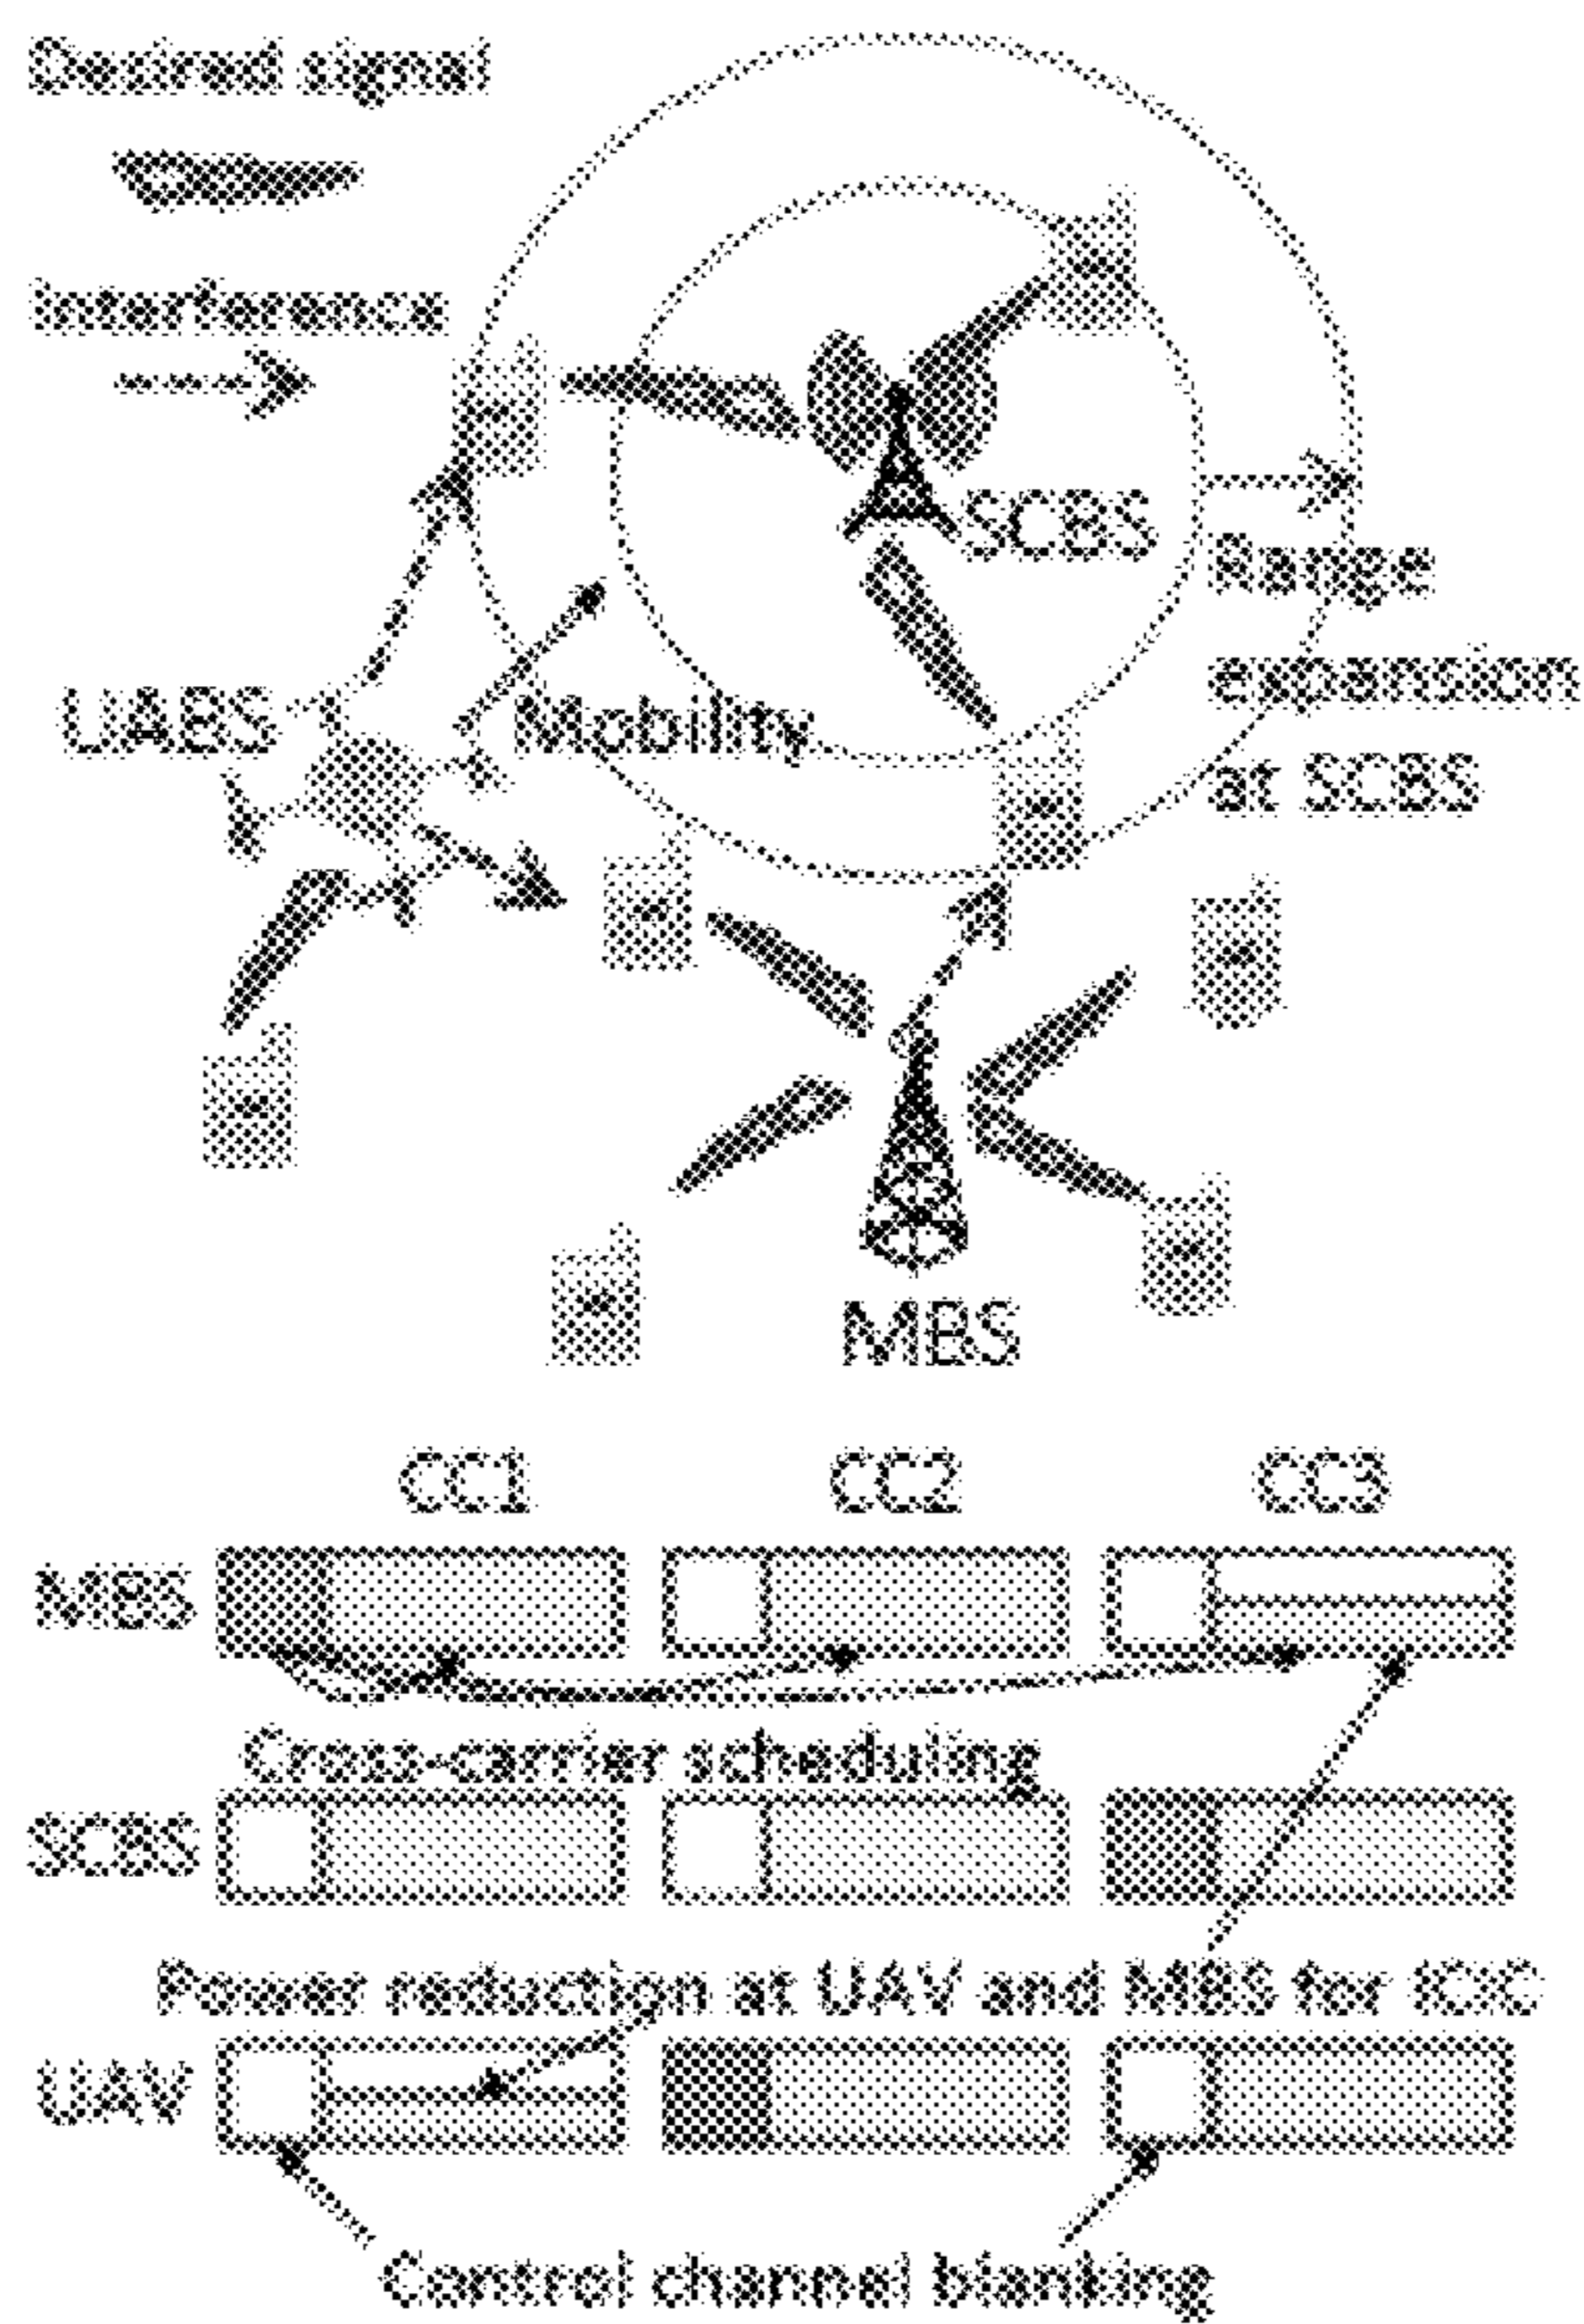 Desired signal
Interference
SCBS
Range
expansion
at SCBS
UABS
Mobility
MBS
CC1 CC2 CC3
MBS
Cross-carrier scheduling
SCBS
Power reduction at UAV and MBS for ICIC
UAV
Control channel blanking